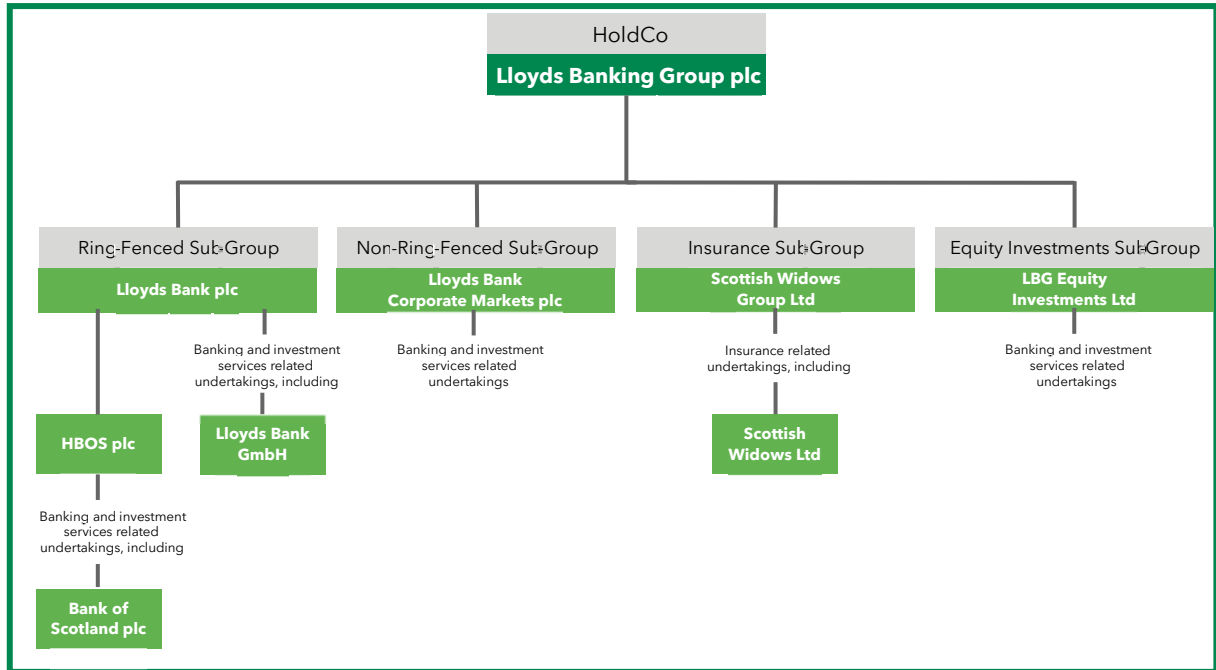 HoldCo
Lloyds Banking Group plc
Ring-Fenced Sub-Group
Lloyds Bank plc
Non-Ring-Fenced Sub-Group
Lloyds Bank
Corporate Markets plc
Insurance Sub-Group
Scottish Widows
Group Ltd
Equity Investments Sub-Group
LBG Equity
Investments Ltd
Banking and investment
services related
undertakings, including
Banking and investment
services related
undertakings
Insurance related
undertakings, including
Banking and investment
services related
undertakings
HBOS plc
Lloyds Bank
GmbH
Scottish
Widows Ltd
Banking and investment
services related
undertakings, including
Bank of
Scotland plc